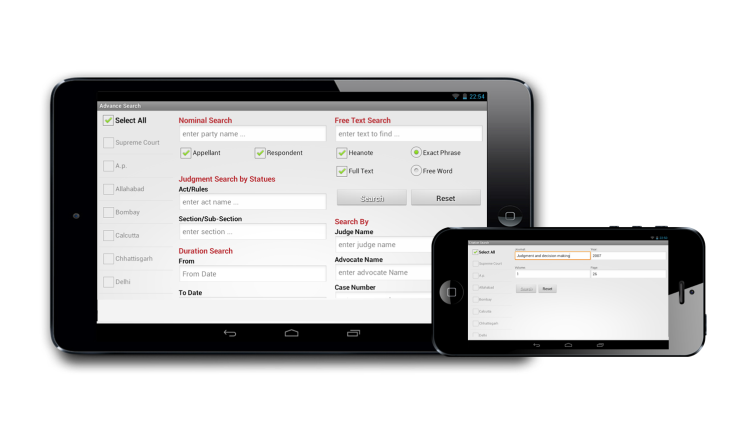 22:54
Advance Search
Select All
Supreme Court
A.p.
Allahabad
Bombay
Calcutta
Chhattisgarh
Delhi
Nominal Search
enter party name ...
Appellant Respondent
Judgment Search by Statues
Act/Rules
enter act name ...
Section/Sub-Section
enter section ...
Duration Search
From
From Date
To Date
Free Text Search
enter text to find ...
Heanote Exact Phrase
Full Text Free Word
Search Reset
Search By
Judge Name
enter judge name
Advocate Name
enter advocate Name
Case Number
Advance Search
Select All
Supreme Court
A.p.
Allahabad
Bombay
Calcutta
Chhattisgarh
Delhi
Journal Year
Judgment and decision making 2007
Volume Page
1 20
Search Reset